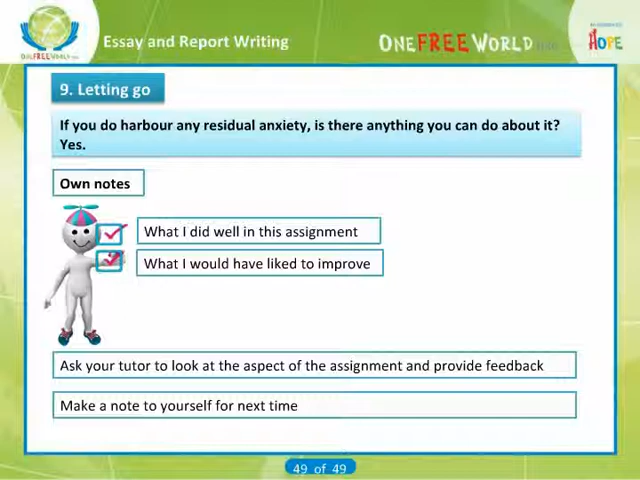 Essay and Report Writing
ONEFREEWORLD
HOPE
9. Letting go
If you do harbour any residual anxiety, is there anything you can do about it?
Yes.
Own notes
What I did well in this assignment
What I would have liked to improve
Ask your tutor to look at the aspect of the assignment and provide feedback
Make a note to yourself for next time
49 of 49